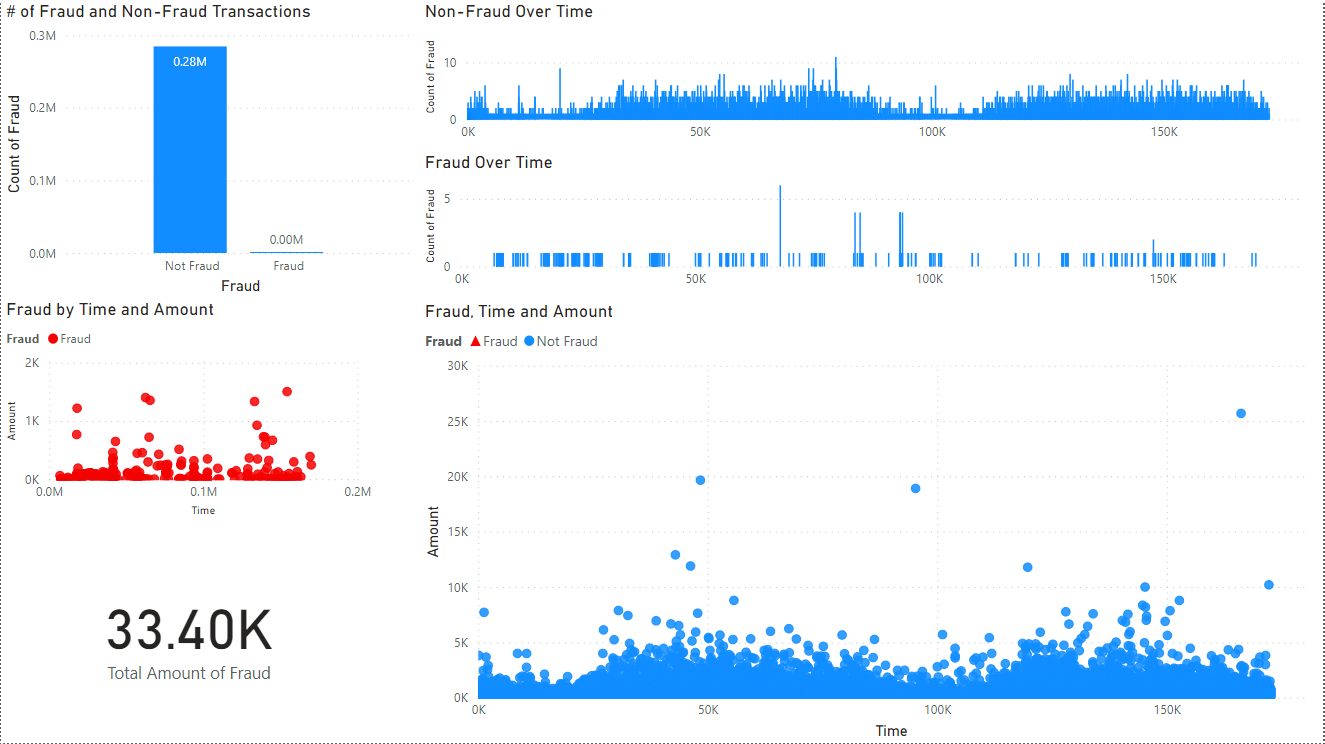 # of Fraud and Non-Fraud Transactions
0.3M
0.2M
0.1M
0.0M
Count of Fraud
0.28M
0.00M
Not Fraud Fraud
Fraud
Non-Fraud Over Time
Count of Fraud
10
0
0K 50K 100K 150K
Fraud Over Time
Count of Fraud
5
0
0K 50K 100K 150K
Fraud by Time and Amount
Fraud Fraud
2K
1K
0K
Amount
0.0M 0.1M 0.2M
Time
33.40K
Total Amount of Fraud
Fraud, Time and Amount
Fraud Fraud Not Fraud
30K
25K
20K
15K
10K
5K
0K
Amount
0K 50K 100K 150K
Time